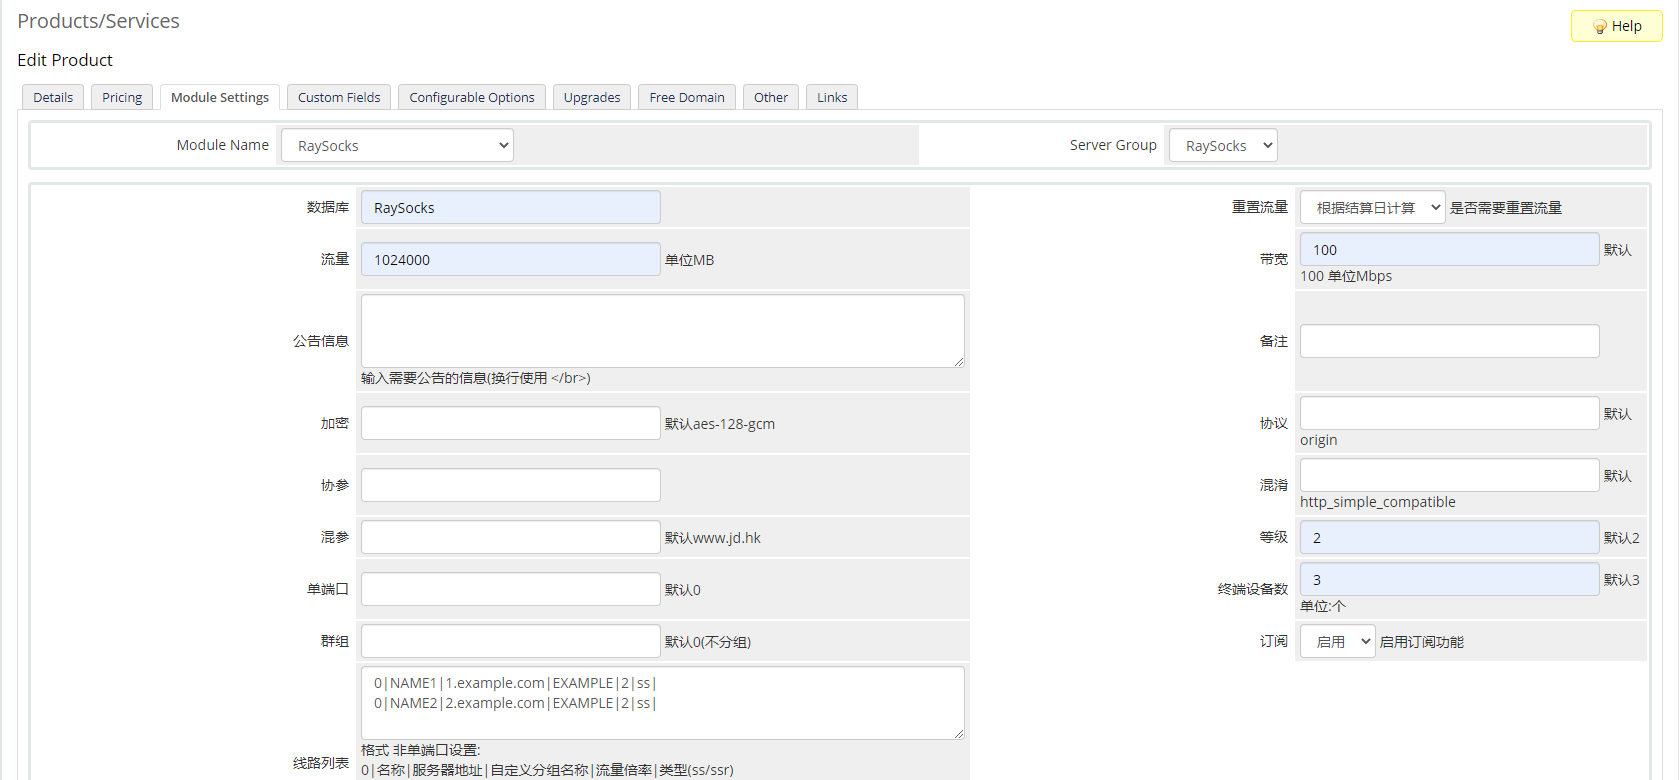 Products/Services
Help
Edit Product
Details Pricing Module Settings Custom Fields Configurable Options Upgrades Free Domain Other Links
Module Name RaySocks Server Group RaySocks
数据库 RaySocks 重置流量 根据结算日计算 是否需要重置流量
流量 1024000 单位MB 带宽 100 默认
100 单位Mbps
公告信息 备注
输入需要公告的信息(换行使用 </br>)
加密 默认aes-128-gcm 协议 默认
origin
协参 混淆 默认
http_simple_compatible
混参 默认www.jd.hk 等级 2 默认2
单端口 默认0 终端设备数 3 默认3
单位:个
群组 默认0(不分组) 订阅 启用 启用订阅功能
0|NAME1|1.example.com|EXAMPLE|2|ss|
0|NAME2|2.example.com|EXAMPLE|2|ss|
格式 非单端口设置:
线路列表 0|名称|服务器地址|自定义分组名称|流量倍率|类型(ss/ssr)